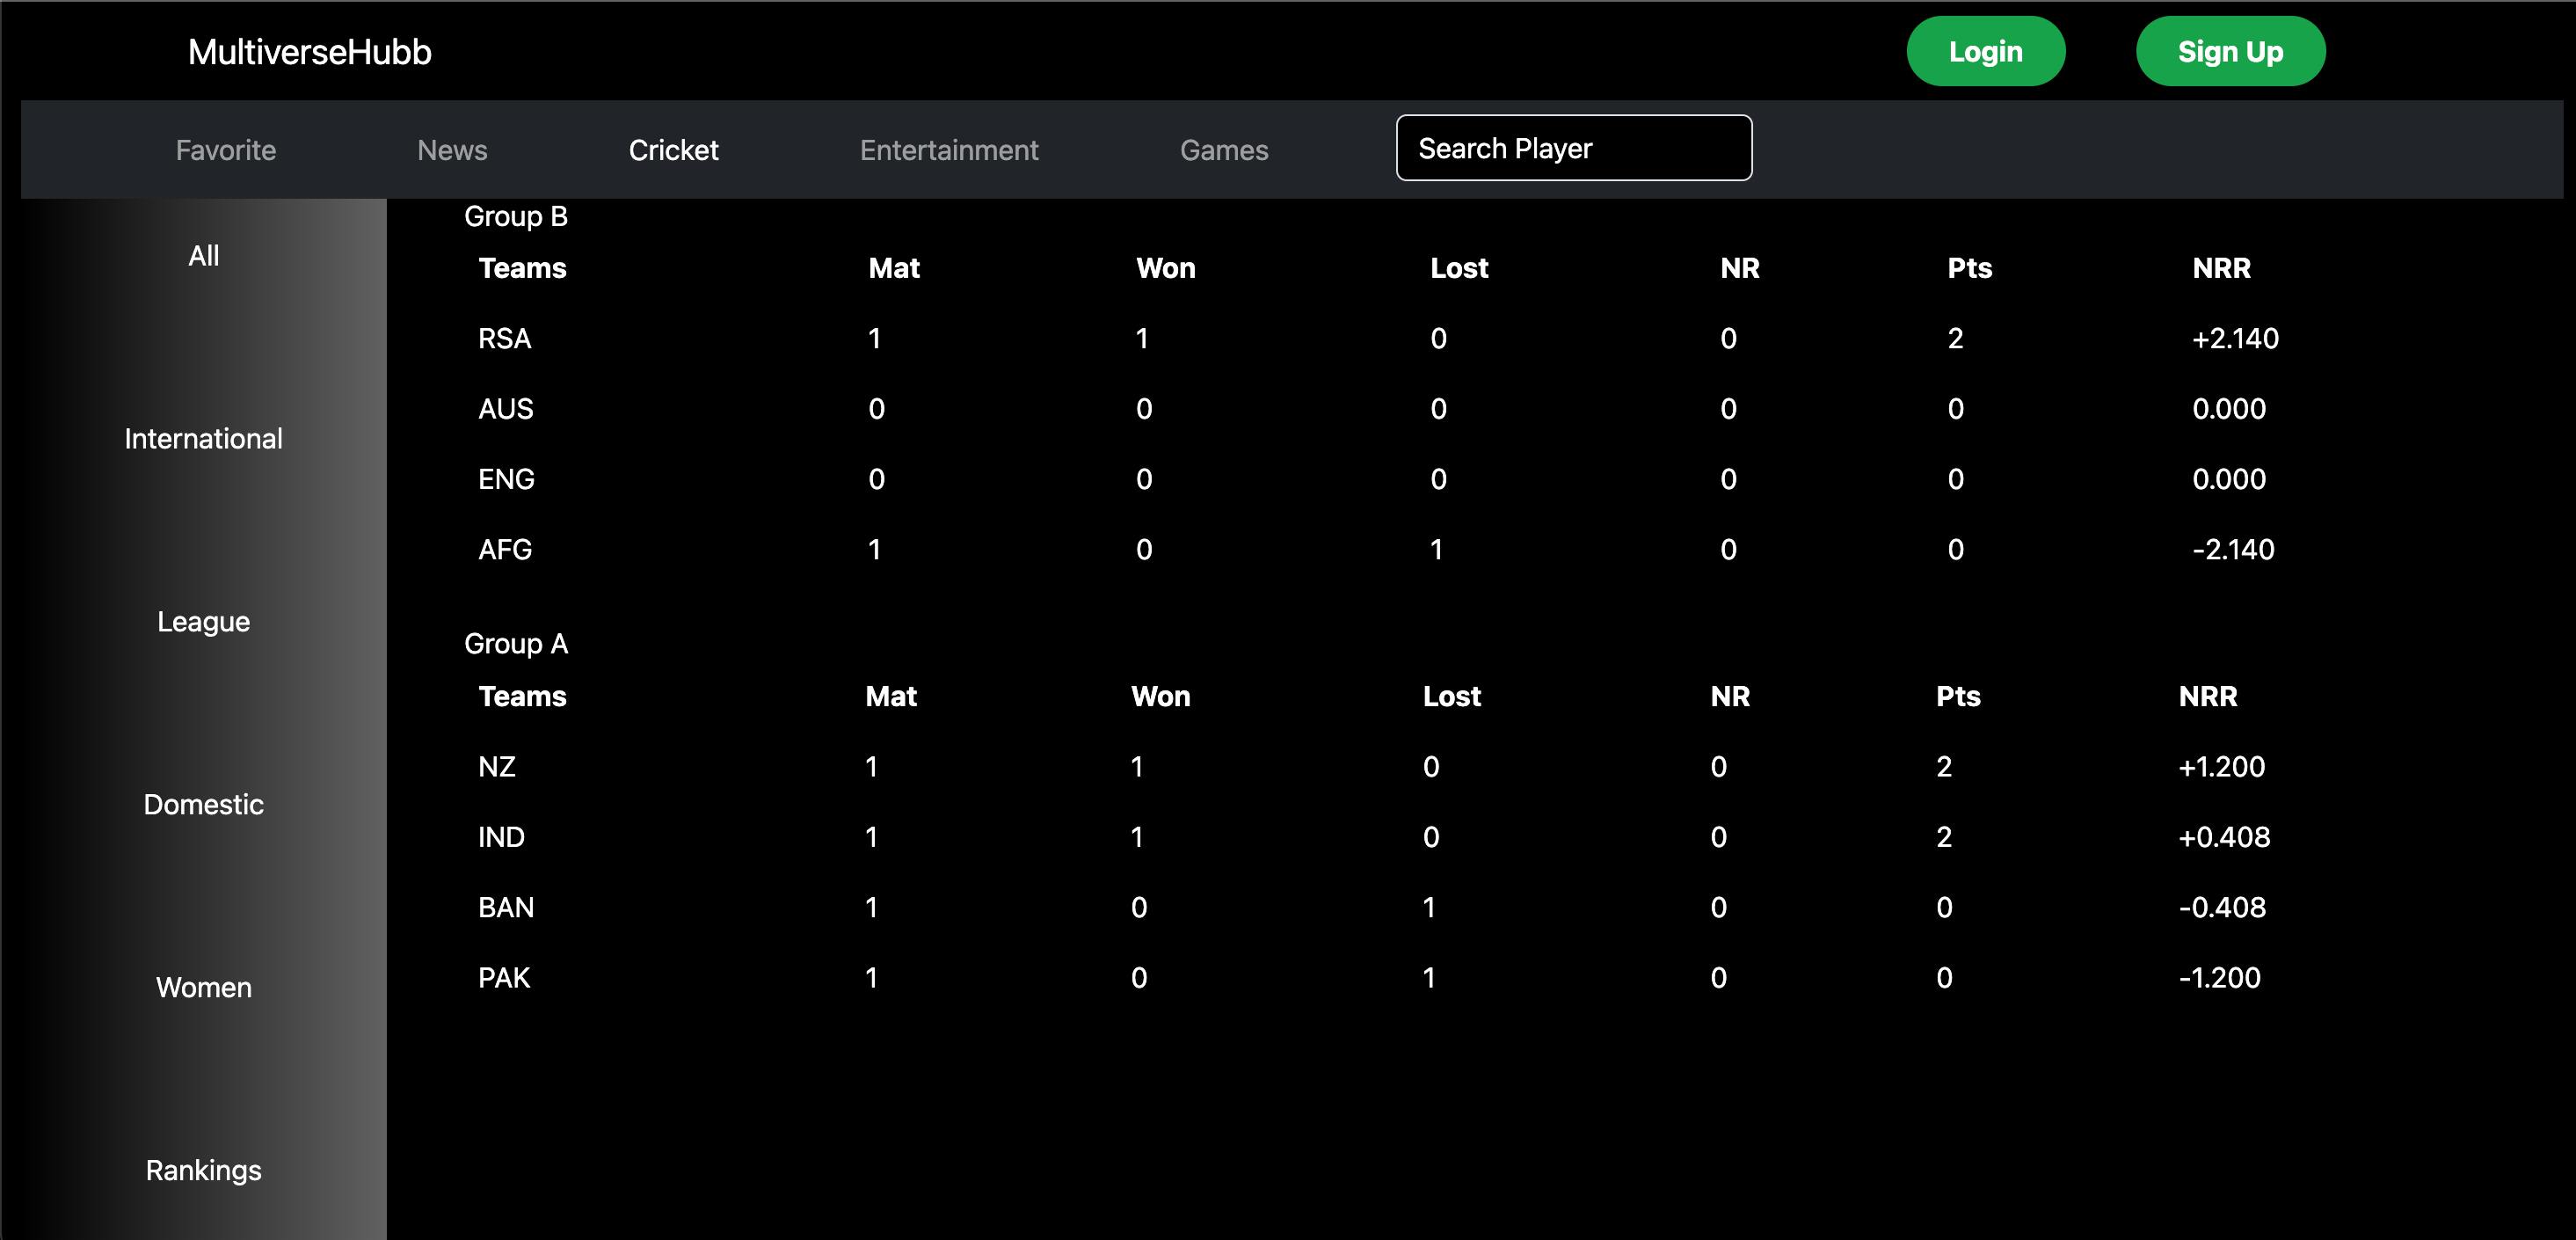 MultiverseHubb Login Sign Up
Favorite News Cricket Entertainment Games Search Player
All
International
League
Domestic
Women
Rankings
Group B
Teams Mat Won Lost NR Pts NRR
RSA 1 1 0 0 2 +2.140
AUS 0 0 0 0 0 0.000
ENG 0 0 0 0 0 0.000
AFG 1 0 1 0 0 -2.140
Group A
Teams Mat Won Lost NR Pts NRR
NZ 1 1 0 0 2 +1.200
IND 1 1 0 0 2 +0.408
BAN 1 0 1 0 0 -0.408
PAK 1 0 1 0 0 -1.200